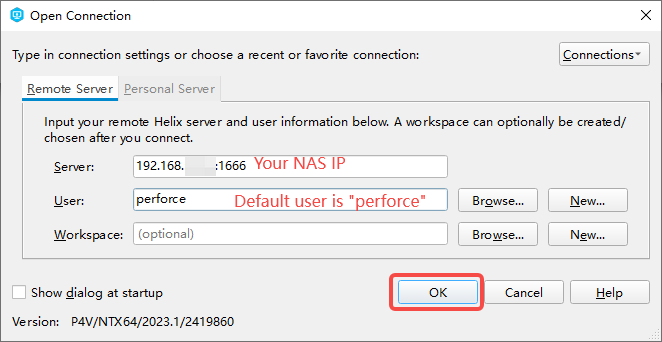 Open Connection
Type in connection settings or choose a recent or favorite connection:
Connections
Remote Server Personal Server
Input your remote Helix server and user information below. A workspace can optionally be created/
chosen after you connect.
Server: 192.168. :1666 Your NAS IP
User: perforce Default user is "perforce" Browse... New...
Workspace: (optional) Browse... New...
Show dialog at startup OK Cancel Help
Version: P4V/NTX64/2023.1/2419860